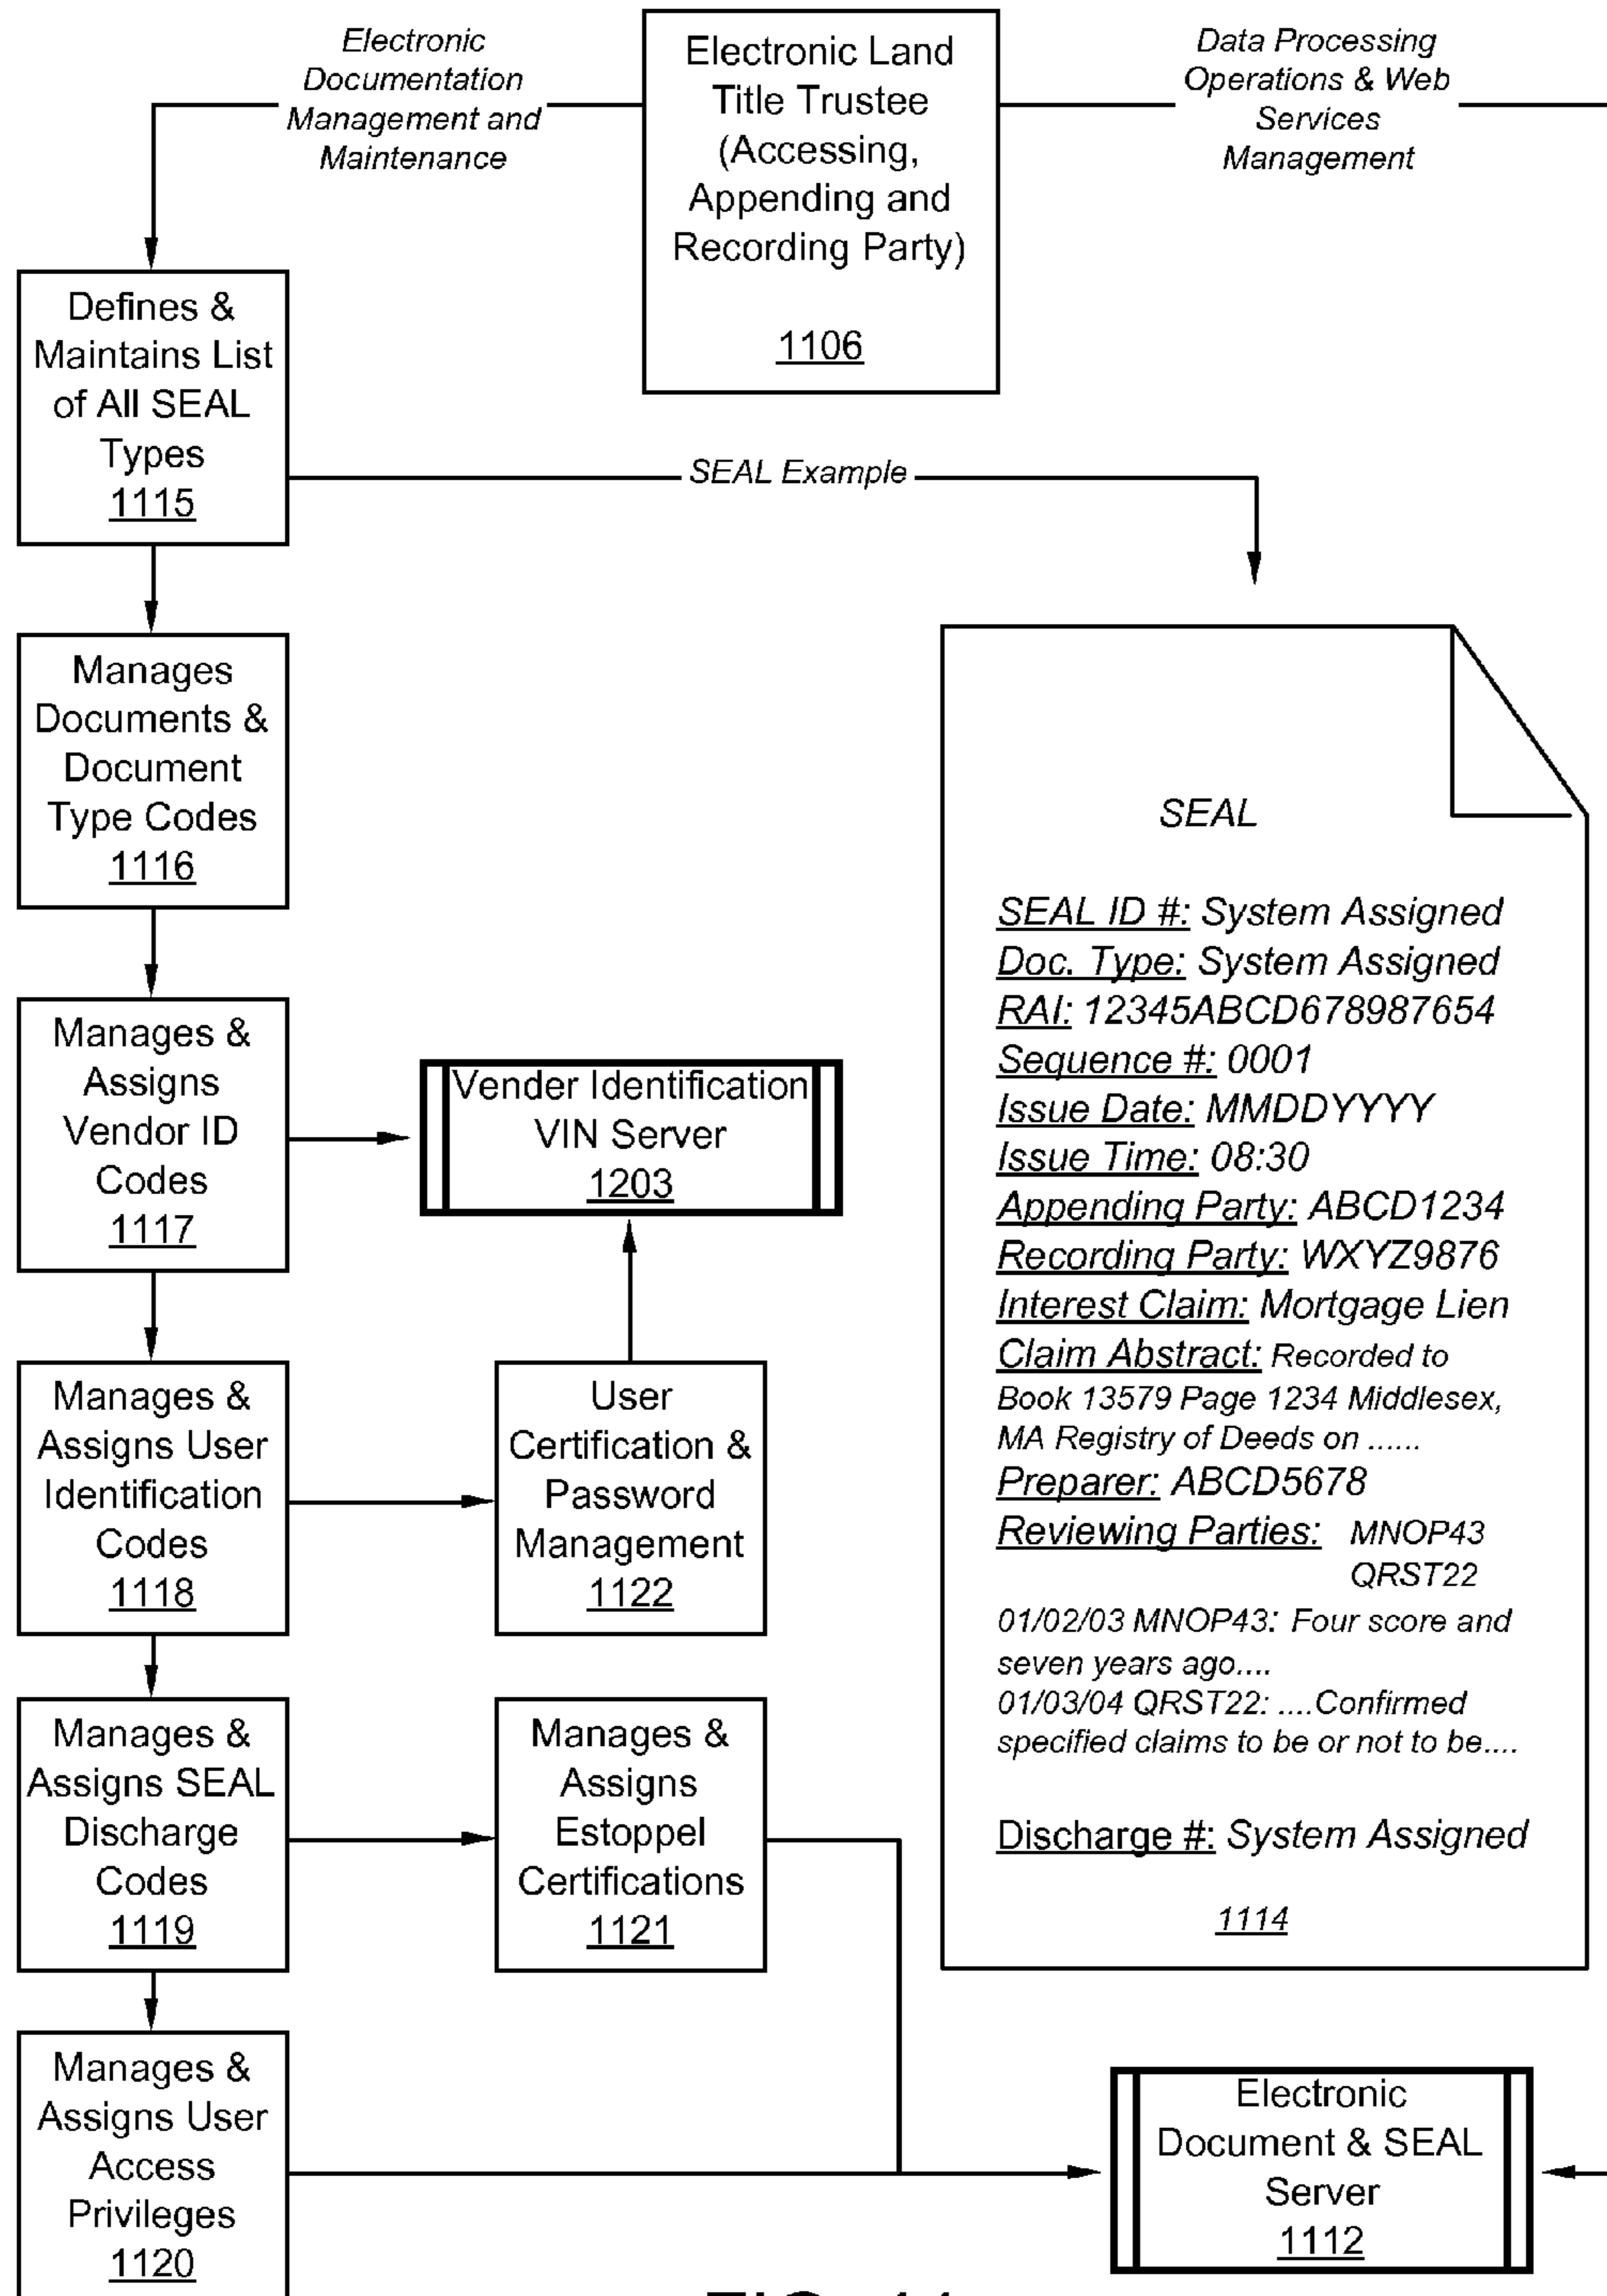 Electronic
Documentation
Management and
Maintenance
Electronic Land
Title Trustee
(Accessing,
Appending and
Recording Party)
1106
Data Processing
Operations & Web
Services
Management
Defines &
Maintains List
of All SEAL
Types
1115
SEAL Example
Manages
Documents &
Document
Type Codes
1116
Manages &
Assigns
Vendor ID
Codes
1117
Vender Identification
VIN Server
1203
Manages &
Assigns User
Identification
Codes
1118
User
Certification &
Password
Management
1122
Manages &
Assigns SEAL
Discharge
Codes
1119
Manages &
Assigns
Estoppel
Certifications
1121
Manages &
Assigns User
Access
Privileges
1120
SEAL
SEAL ID #: System Assigned
Doc. Type: System Assigned
RAI: 12345ABCD678987654
Sequence #: 0001
Issue Date: MMDDYYYY
Issue Time: 08:30
Appending Party: ABCD1234
Recording Party: WXYZ9876
Interest Claim: Mortgage Lien
Claim Abstract: Recorded to
Book 13579 Page 1234 Middlesex,
MA Registry of Deeds on ......
Preparer: ABCD5678
Reviewing Parties: MNOP43
QRST22
01/02/03 MNOP43: Four score and
seven years ago....
01/03/04 QRST22: ....Confirmed
specified claims to be or not to be....
Discharge #: System Assigned
1114
Electronic
Document & SEAL
Server
1112